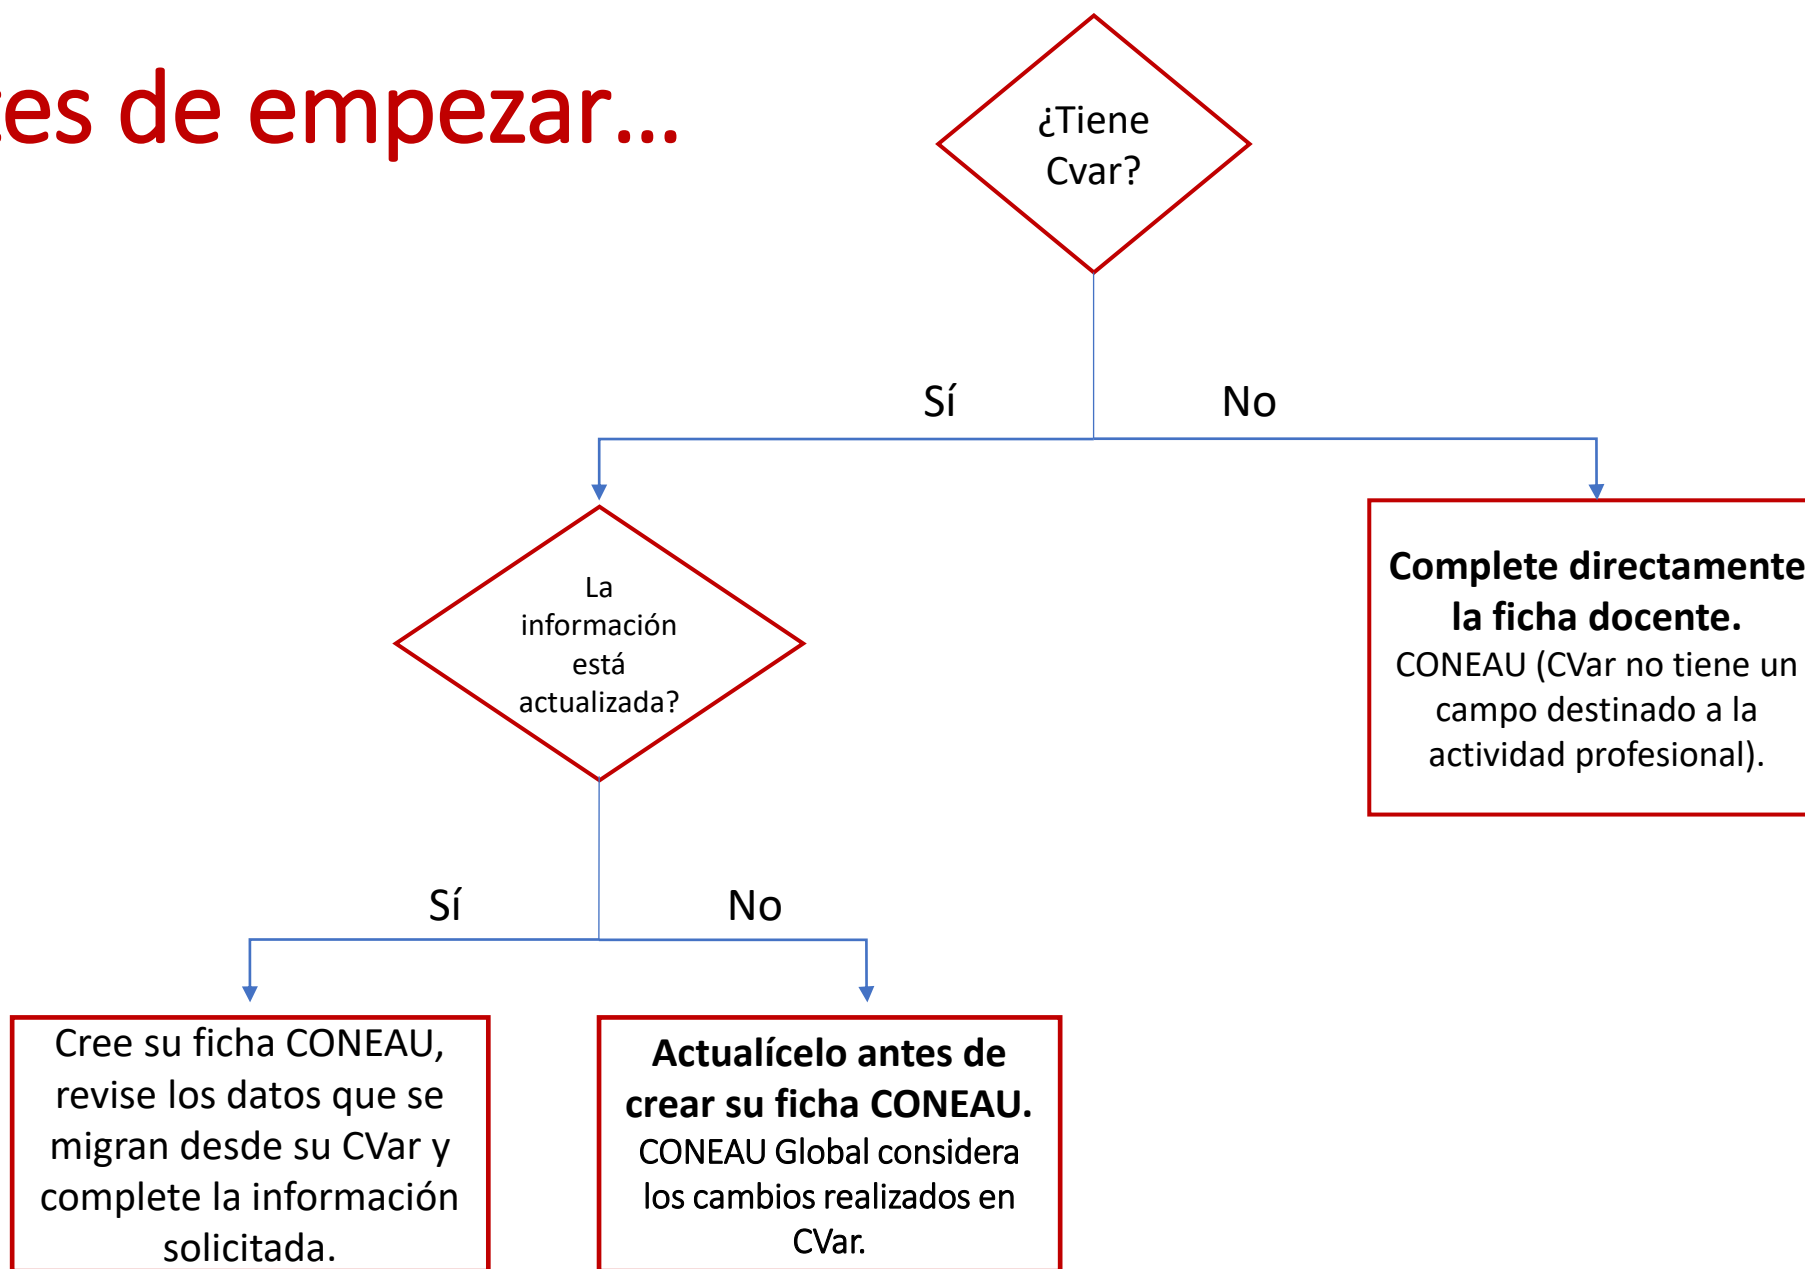 tes de empezar...
¿Tiene
Cvar?
Sí
No
La
información
está
actualizada?
Complete directamente
la ficha docente.
CONEAU (CVar no tiene un
campo destinado a la
actividad profesional).
Sí
No
Cree su ficha CONEAU,
revise los datos que se
migran desde su CVar y
complete la información
solicitada.
Actualícelo antes de
crear su ficha CONEAU.
CONEAU Global considera
los cambios realizados en
CVar.